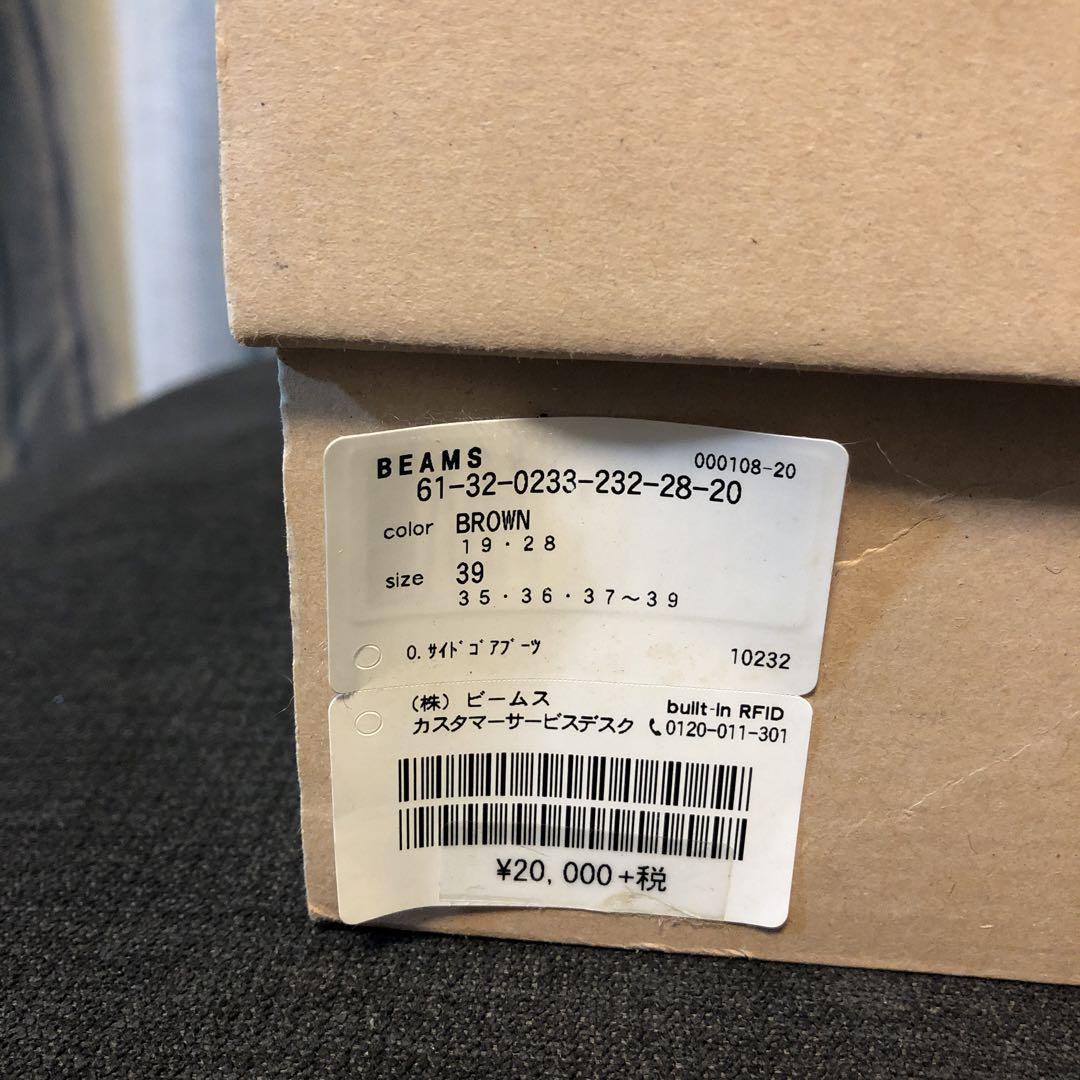 BEAMS 000108-20
61-32-0233-232-28-20
color BROWN
19・28
size 39
35・36・37〜39
0. ｻｲﾄﾞｺﾞｱﾌﾞｰﾂ 10232
(株) ビームス built-in RFID
カスタマーサービスデスク 0120-011-301
¥20,000+税